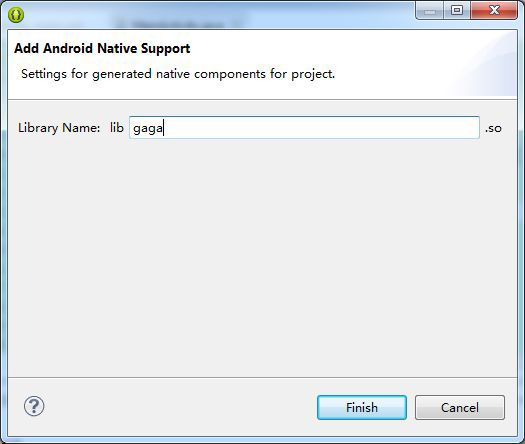 Add Android Native Support
Settings for generated native components for project.
Library Name: lib gaga .so
? Finish Cancel